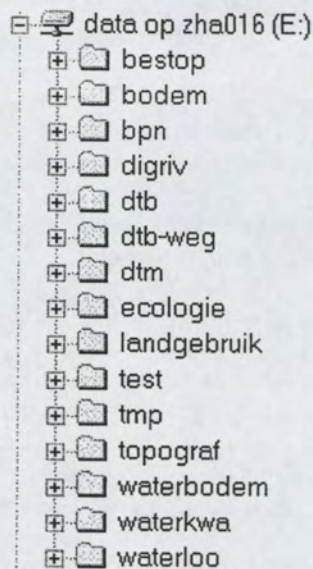 data op zha016 (E:)
bestop
bodem
bpn
digriv
dtb
dtb-weg
dtm
ecologie
landgebruik
test
tmp
topograf
waterbodem
waterkwa
waterloo